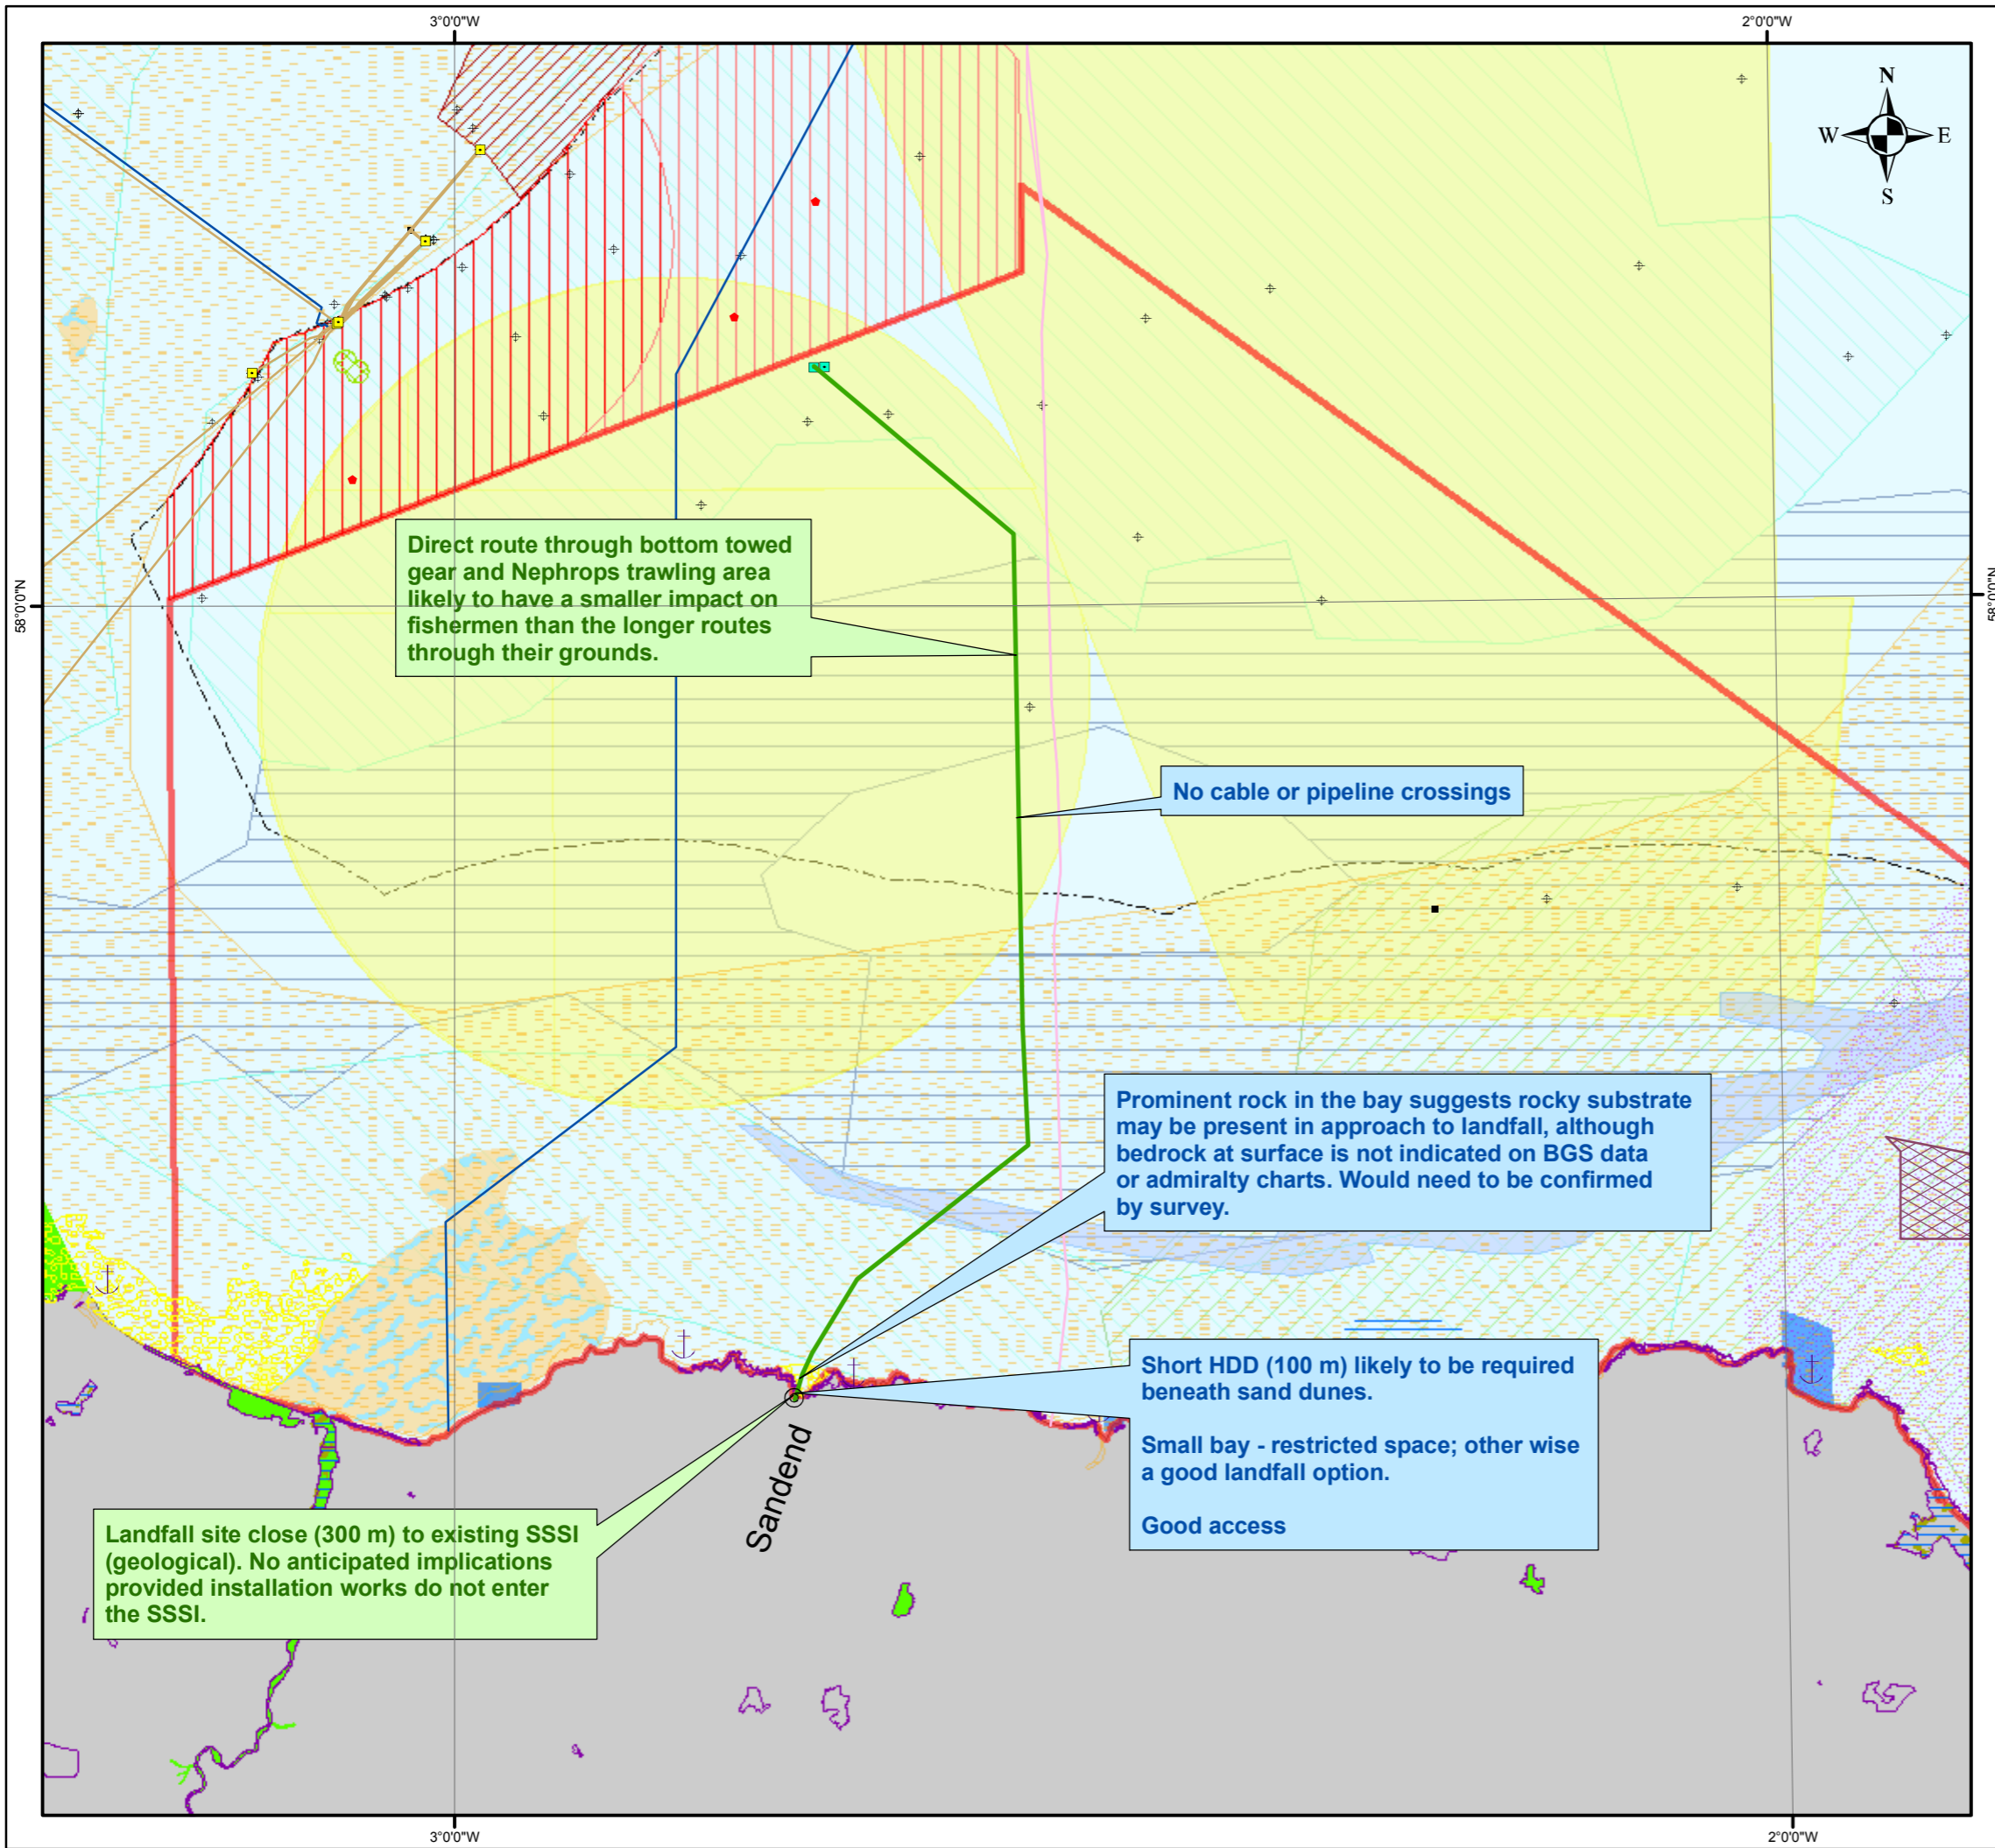 3°0'0"W
2°0'0"W
N
W
E
S
58°0'0"N
58°0'0"N
Direct route through bottom towed
gear and Nephrops trawling area
likely to have a smaller impact on
fishermen than the longer routes
through their grounds.
No cable or pipeline crossings
Prominent rock in the bay suggests rocky substrate
may be present in approach to landfall, although
bedrock at surface is not indicated on BGS data
or admiralty charts. Would need to be confirmed
by survey.
Short HDD (100 m) likely to be required
beneath sand dunes.
Small bay - restricted space; other wise
a good landfall option.
Good access
Sandend
Landfall site close (300 m) to existing SSSI
(geological). No anticipated implications
provided installation works do not enter
the SSSI.
3°0'0"W
2°0'0"W